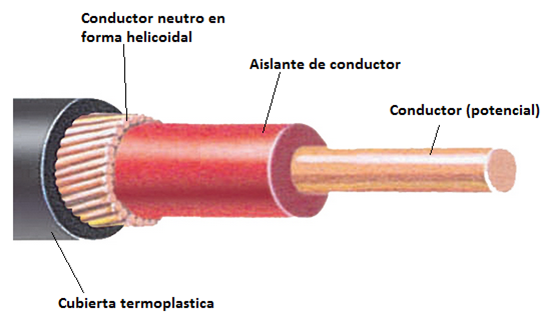 Conductor neutro en
forma helicoidal
Aislante de conductor
Conductor (potencial)
Cubierta termoplastica